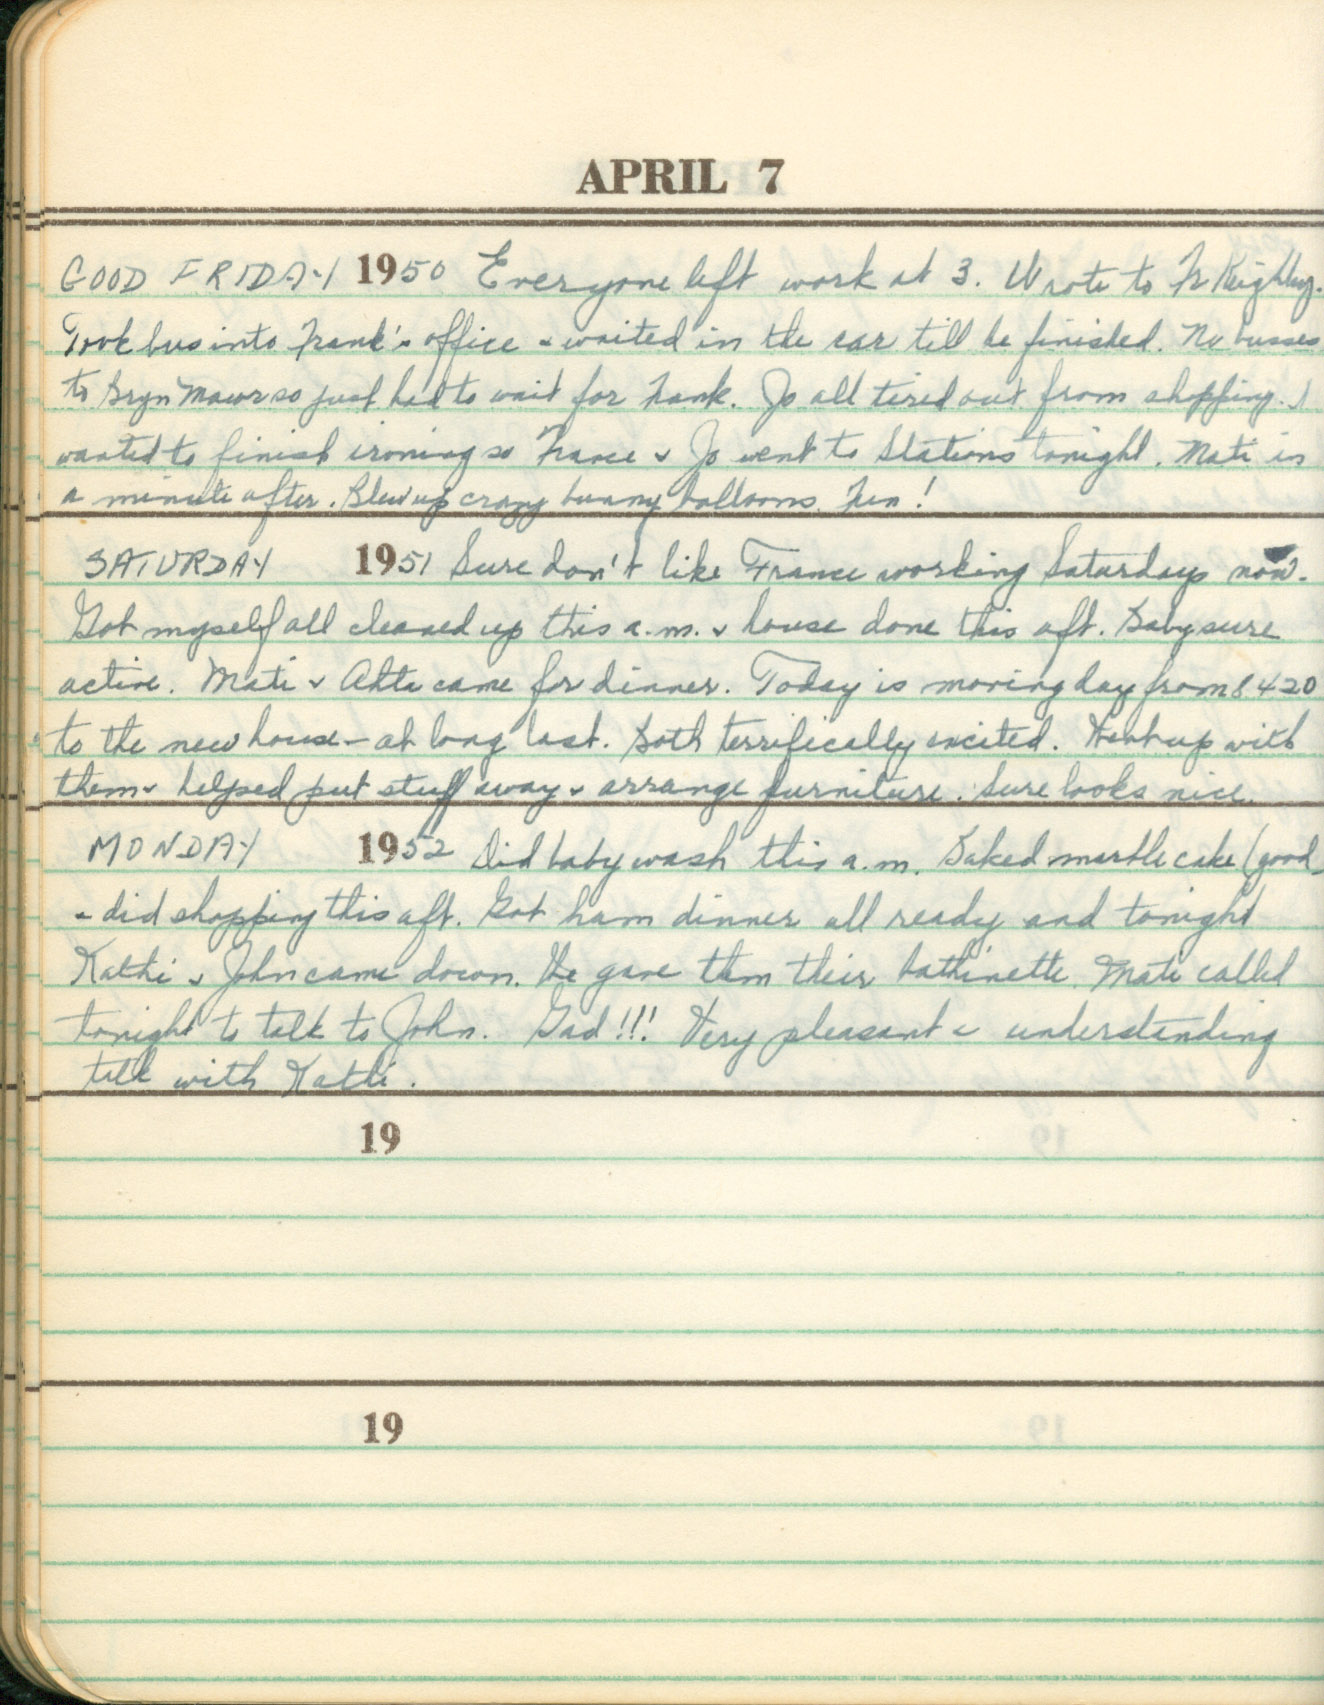 APRIL 7
GOOD FRIDAY 1950 Everyone left work at 3. Wrote to Fr Keighley.
Took bus into Frank's office & waited in the car till he finished. No busses
to Bryn Mawr so just had to wait for Frank. Jo all tired out from shopping. I
wanted to finish ironing so France & Jo went to Stations tonight. Mati in
a minute after. Blew up crazy bunny balloons. Fun!
SATURDAY 1951 Sure don't like France working Saturdays now.
Got myself all cleaned up this a.m. & house done this aft. Baby sure
active. Mati & came for dinner. Today is moving day from 8420
to the new house - at long last. Both terrifically excited. Went up with
them & helped put stuff away & arrange furniture. Sure looks nice.
MONDAY 1952 Did baby wash this a.m. Baked marble cake (good
- did shopping this aft. Got ham dinner all ready and tonight
Kathi & John came down. We gave them their bathinette. Mati called
tonight to talk to John. Gad!!! Very pleasant & understanding
talk with Kathi.
19
19